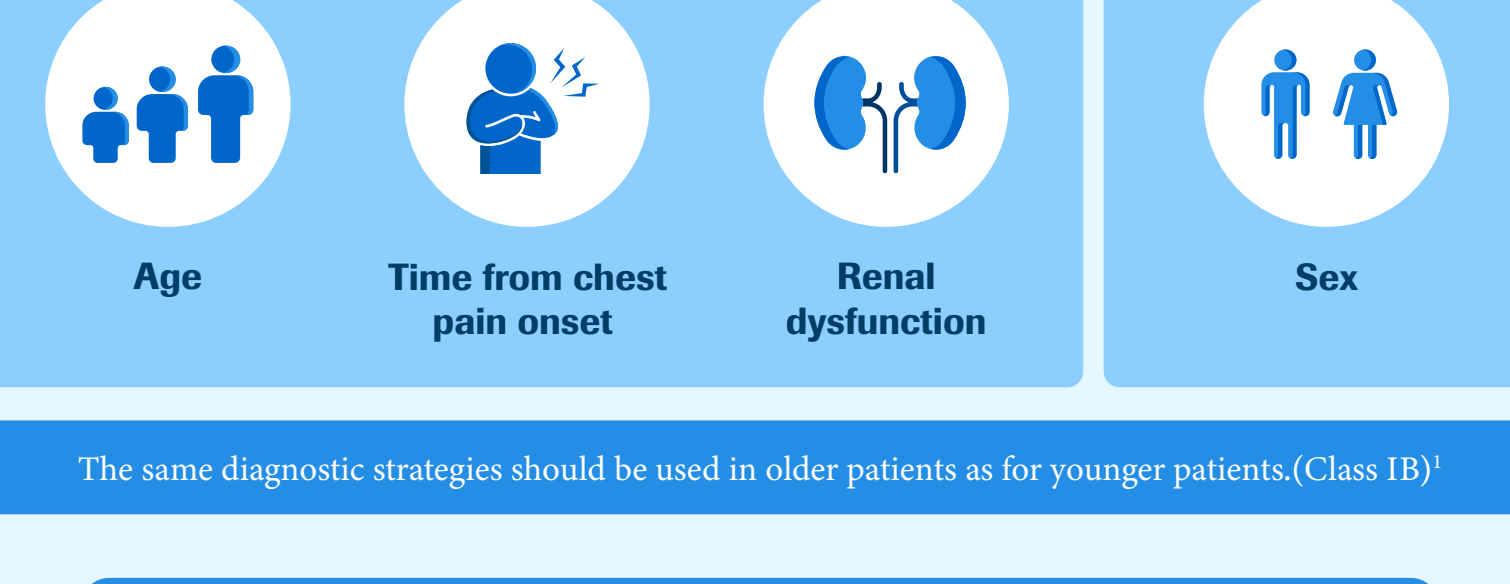 Age
Time from chest
pain onset
Renal
dysfunction
Sex
The same diagnostic strategies should be used in older patients as for younger patients.(Class IB)1